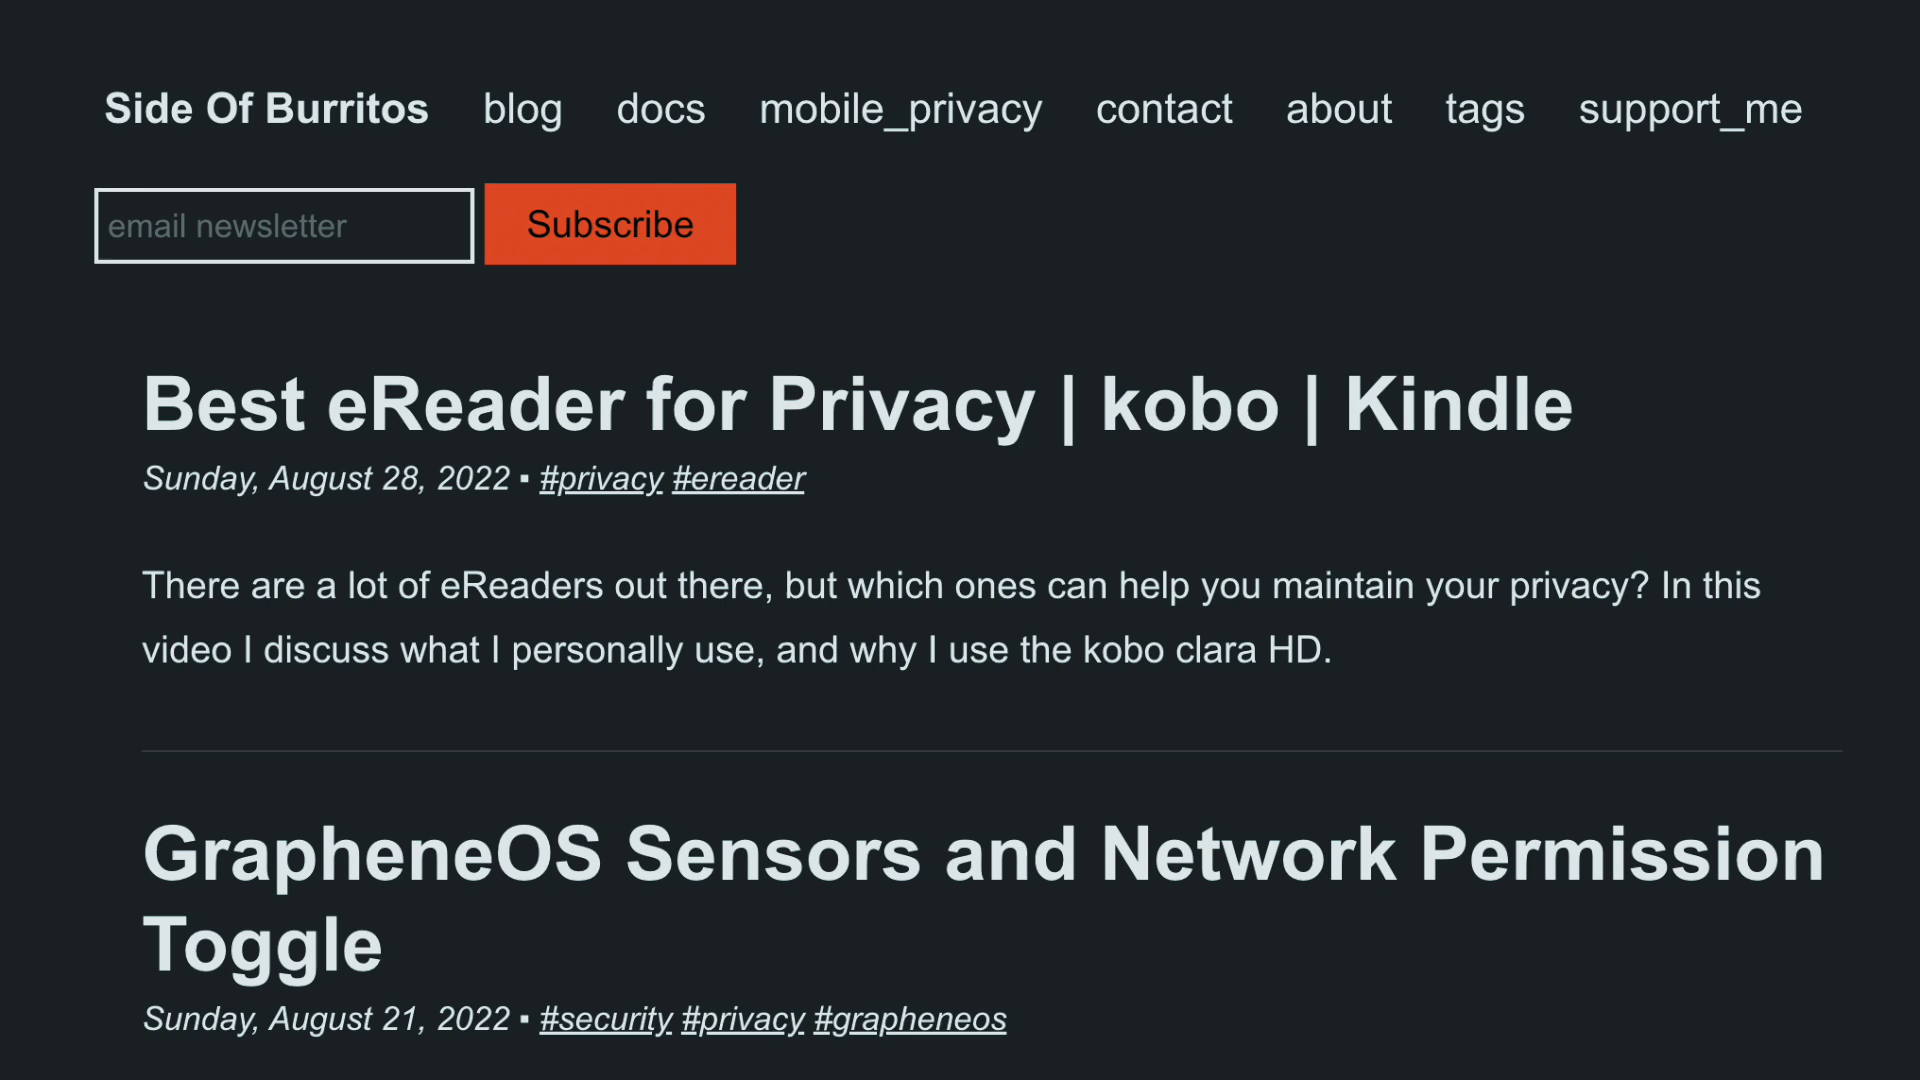 Side Of Burritos blog docs mobile_privacy contact about tags support_me
email newsletter Subscribe
Best eReader for Privacy | kobo | Kindle
Sunday, August 28, 2022 ▪ #privacy #ereader
There are a lot of eReaders out there, but which ones can help you maintain your privacy? In this
video I discuss what I personally use, and why I use the kobo clara HD.
GrapheneOS Sensors and Network Permission
Toggle
Sunday, August 21, 2022 ▪ #security #privacy #grapheneos